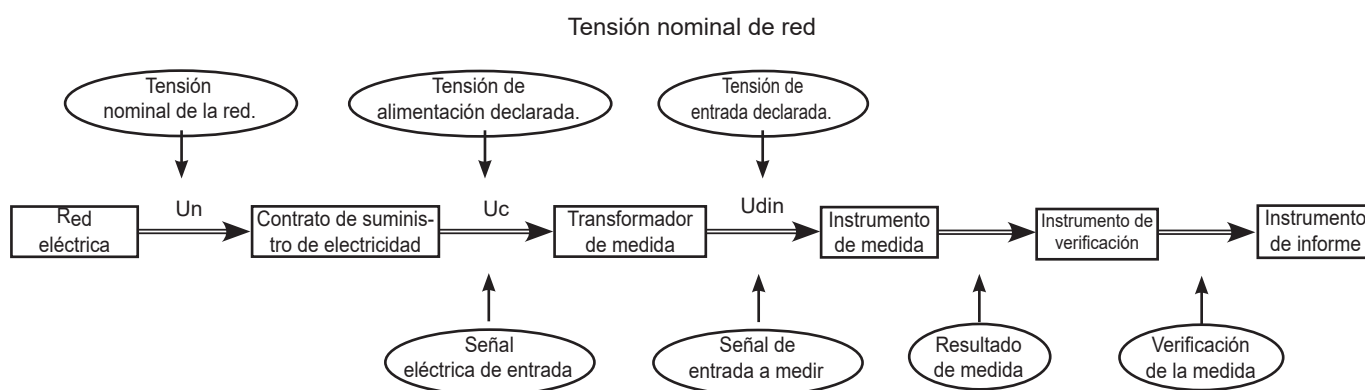 Tensión nominal de red
Tensión
nominal de la red.
Tensión de
alimentación declarada.
Tensión de
entrada declarada.
Red
eléctrica
Un
Contrato de suminis-
tro de electricidad
Uc
Transformador
de medida
Udin
Instrumento
de medida
Instrumento de
verificación
Instrumento
de informe
Señal
eléctrica de entrada
Señal de
entrada a medir
Resultado
de medida
Verificación
de la medida